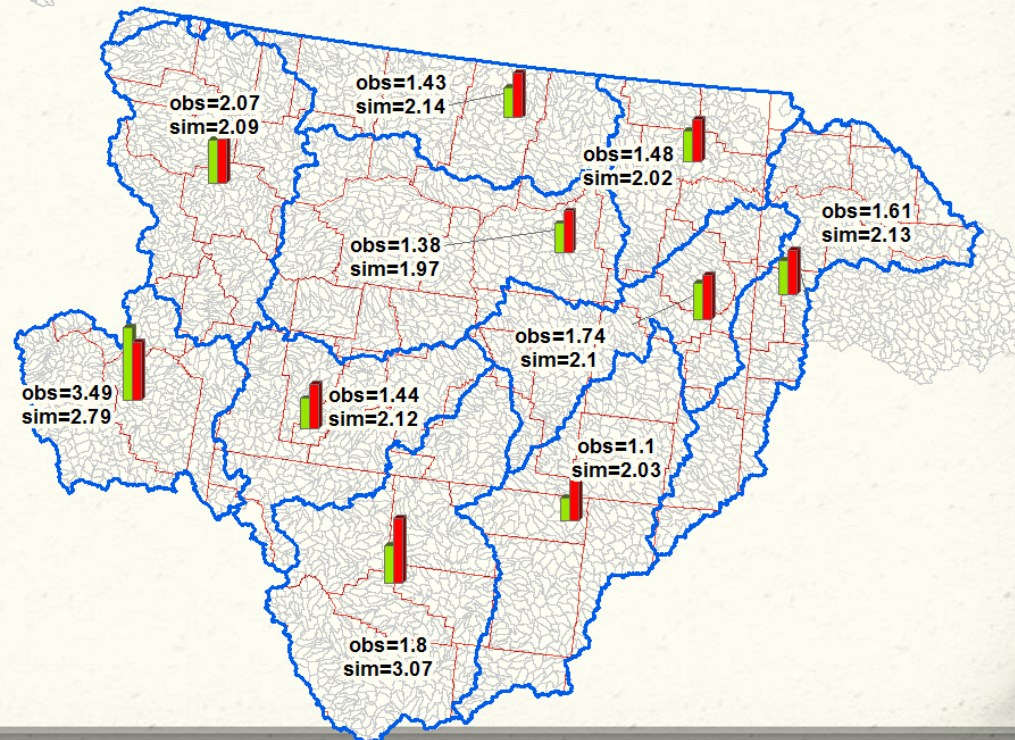 obs=1.43
sim=2.14
obs=2.07
sim=2.09
obs=1.48
sim=2.02
obs=1.61
sim=2.13
obs=1.38
sim=1.97
obs=1.74
sim=2.1
obs=3.49
sim=2.79
obs=1.44
sim=2.12
obs=1.1
sim=2.03
obs=1.8
sim=3.07